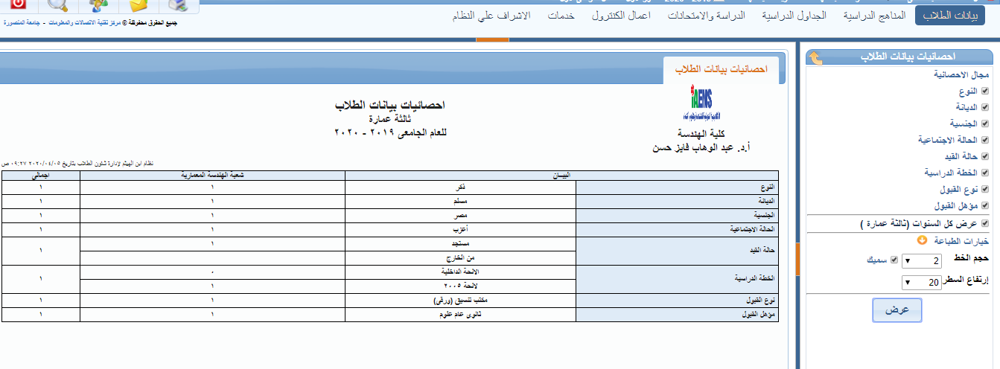 بيانات الطلاب
المناهج الدراسية
الجداول الدراسية
الدراسة والامتحانات
اعمال الكنترول
خدمات
الاشراف علي النظام
جميع الحقوق محفوظة © مركز تقنية الاتصالات والمعلومات - جامعة المنصورة
احصائيات بيانات الطلاب
مجال الاحصائية
النوع
الديانة
الجنسية
الحالة الاجتماعية
حالة القيد
الخطة الدراسية
نوع القبول
مؤهل القبول
عرض كل السنوات (ثالثة عمارة )
خيارات الطباعة
حجم الخط 2 سميك
إرتفاع السطر 20
عرض
احصائيات بيانات الطلاب
iAEMS
كلية الهندسة
أ.د. عبد الوهاب فايز حسن
احصائيات بيانات الطلاب
ثالثة عمارة
للعام الجامعى ٢٠١٩ - ٢٠٢٠
نظام ابن الهيثم لإدارة شئون الطلاب بتاريخ ٢٠٢٠/٠٤/٠٥ ٠٩:٢٧ ص
البيـــان شعبة الهندسة المعمارية اجمالي
النوع ذكر ١ ١
الديانة مسلم ١ ١
الجنسية مصر ١ ١
الحالة الاجتماعية أعزب ١ ١
حالة القيد مستجد ١ ١
من الخارج
الخطة الدراسية الائحة الداخلية ٠ ١
لائحة ٢٠٠٥ ١
نوع القبول مكتب تنسيق (ورقي) ١ ١
مؤهل القبول ثانوى عام علوم ١ ١